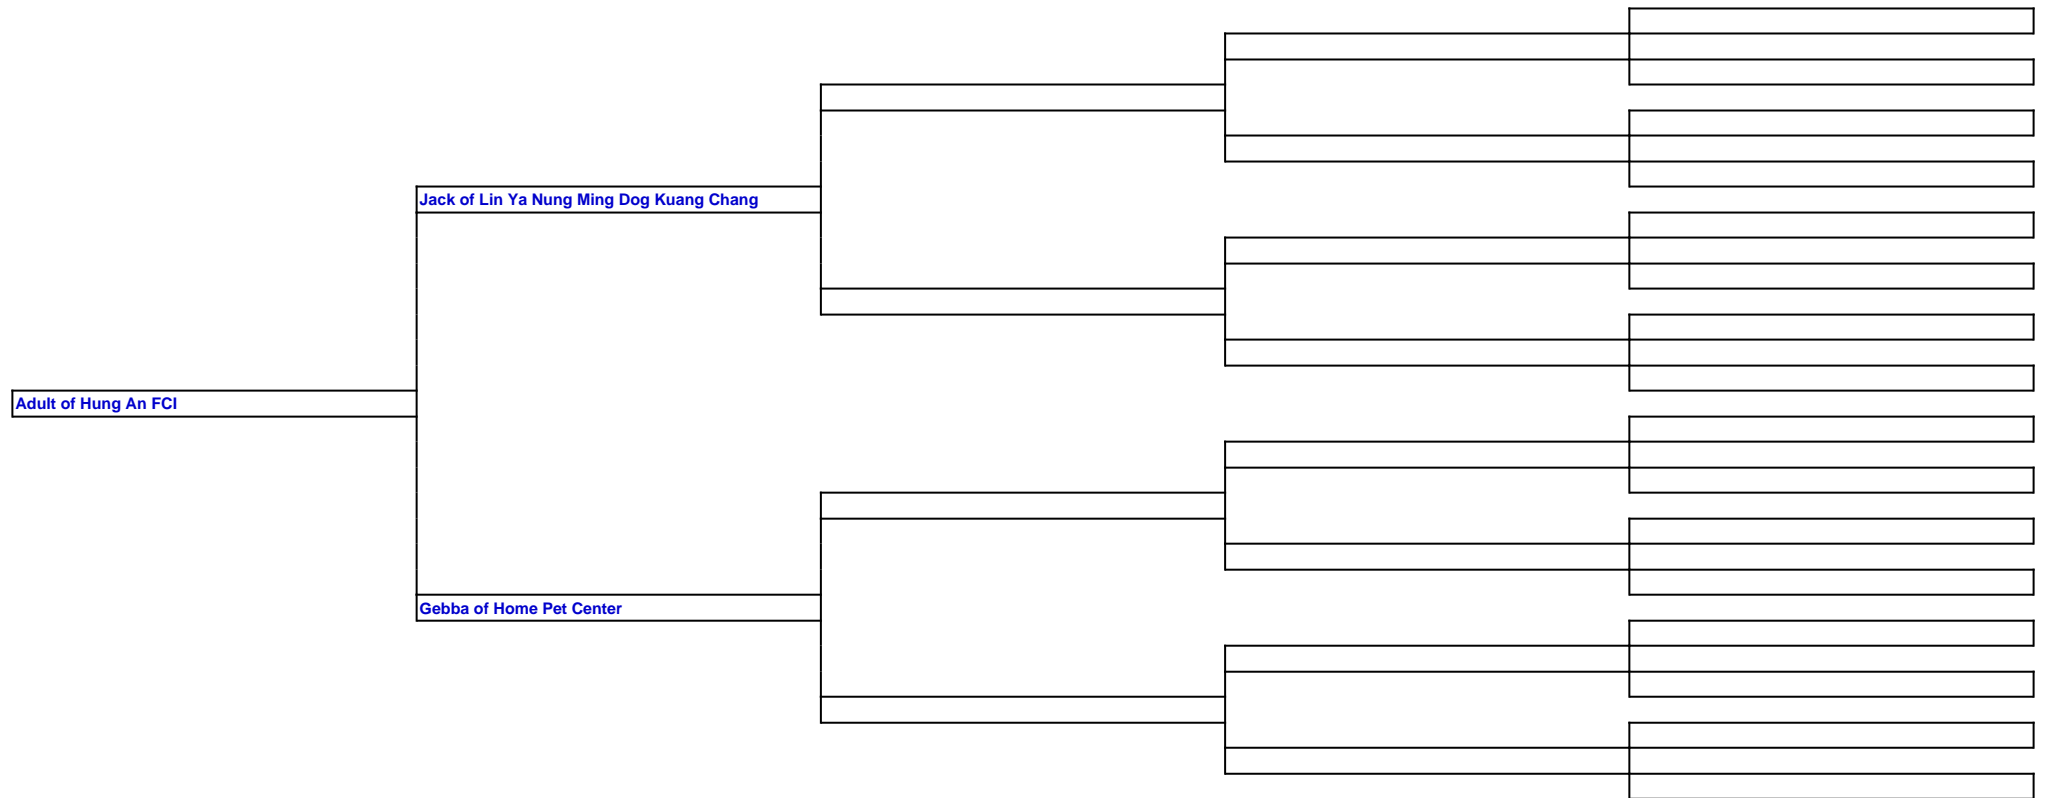 Jack of Lin Ya Nung Ming Dog Kuang Chang
Adult of Hung An FCI
Gebba of Home Pet Center